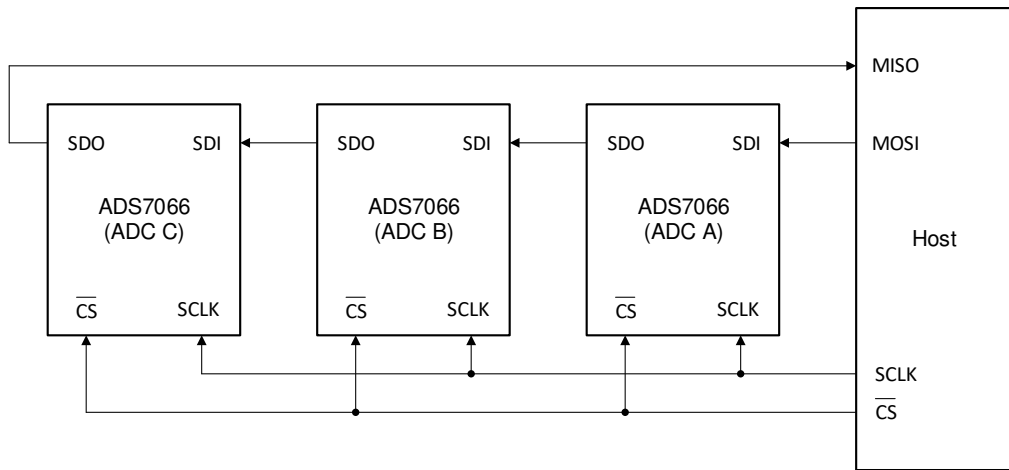 MISO
SDO
SDI
SDO
SDI
SDO
SDI
MOSI
ADS7066
(ADC C)
ADS7066
(ADC B)
ADS7066
(ADC A)
Host
CS
SCLK
CS
SCLK
CS
SCLK
SCLK
CS